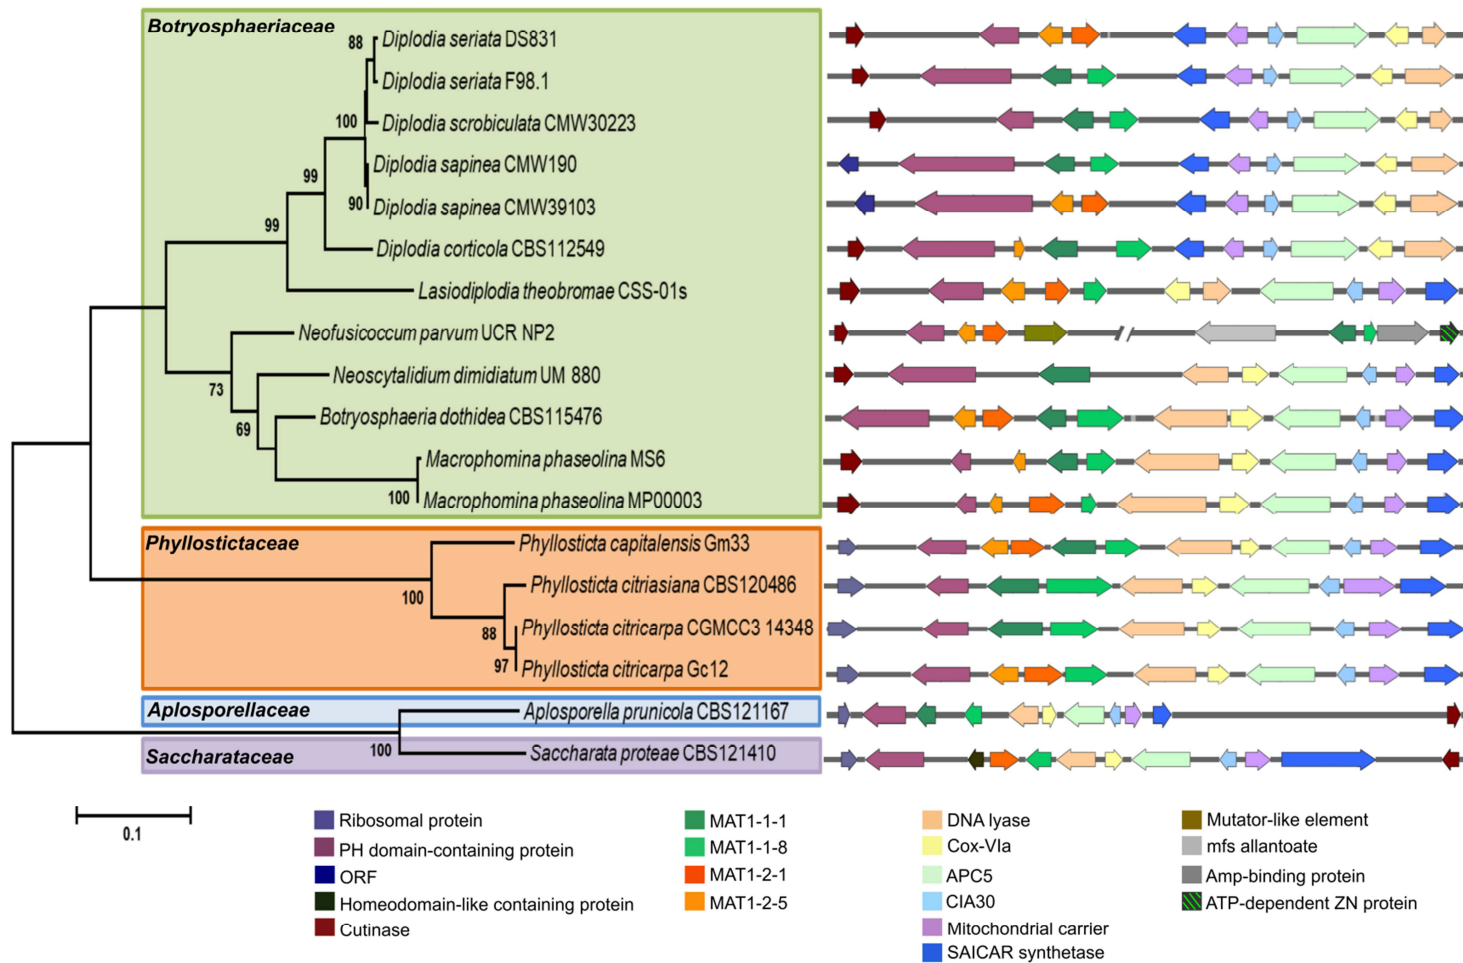 Botryosphaeriaceae
88
Diplodia seriata DS831
Diplodia seriata F98.1
100
Diplodia scrobiculata CMW30223
Diplodia sapinea CMW190
99
90
Diplodia sapinea CMW39103
99
Diplodia corticola CBS112549
Lasiodiplodia theobromae CSS-01s
Neofusicoccum parvum UCR NP2
73
Neoscytalidium dimidiatum UM 880
Botryosphaeria dothidea CBS115476
69
Macrophomina phaseolina MS6
100
Macrophomina phaseolina MP00003
Phyllostictaceae
Phyllosticta capitalensis Gm33
Phyllosticta citriasiana CBS120486
100
Phyllosticta citricarpa CGMCC3 14348
88
97
Phyllosticta citricarpa Gc12
Aplosporellaceae
Aplosporella prunicola CBS121167
100
Saccharata proteae CBS121410
Saccharataceae
0.1
Ribosomal protein
PH domain-containing protein
ORF
Homeodomain-like containing protein
Cutinase
MAT1-1-1
MAT1-1-8
MAT1-2-1
MAT1-2-5
DNA lyase
Cox-VIa
APC5
CIA30
Mitochondrial carrier
SAICAR synthetase
Mutator-like element
mfs allantoate
Amp-binding protein
ATP-dependent ZN protein